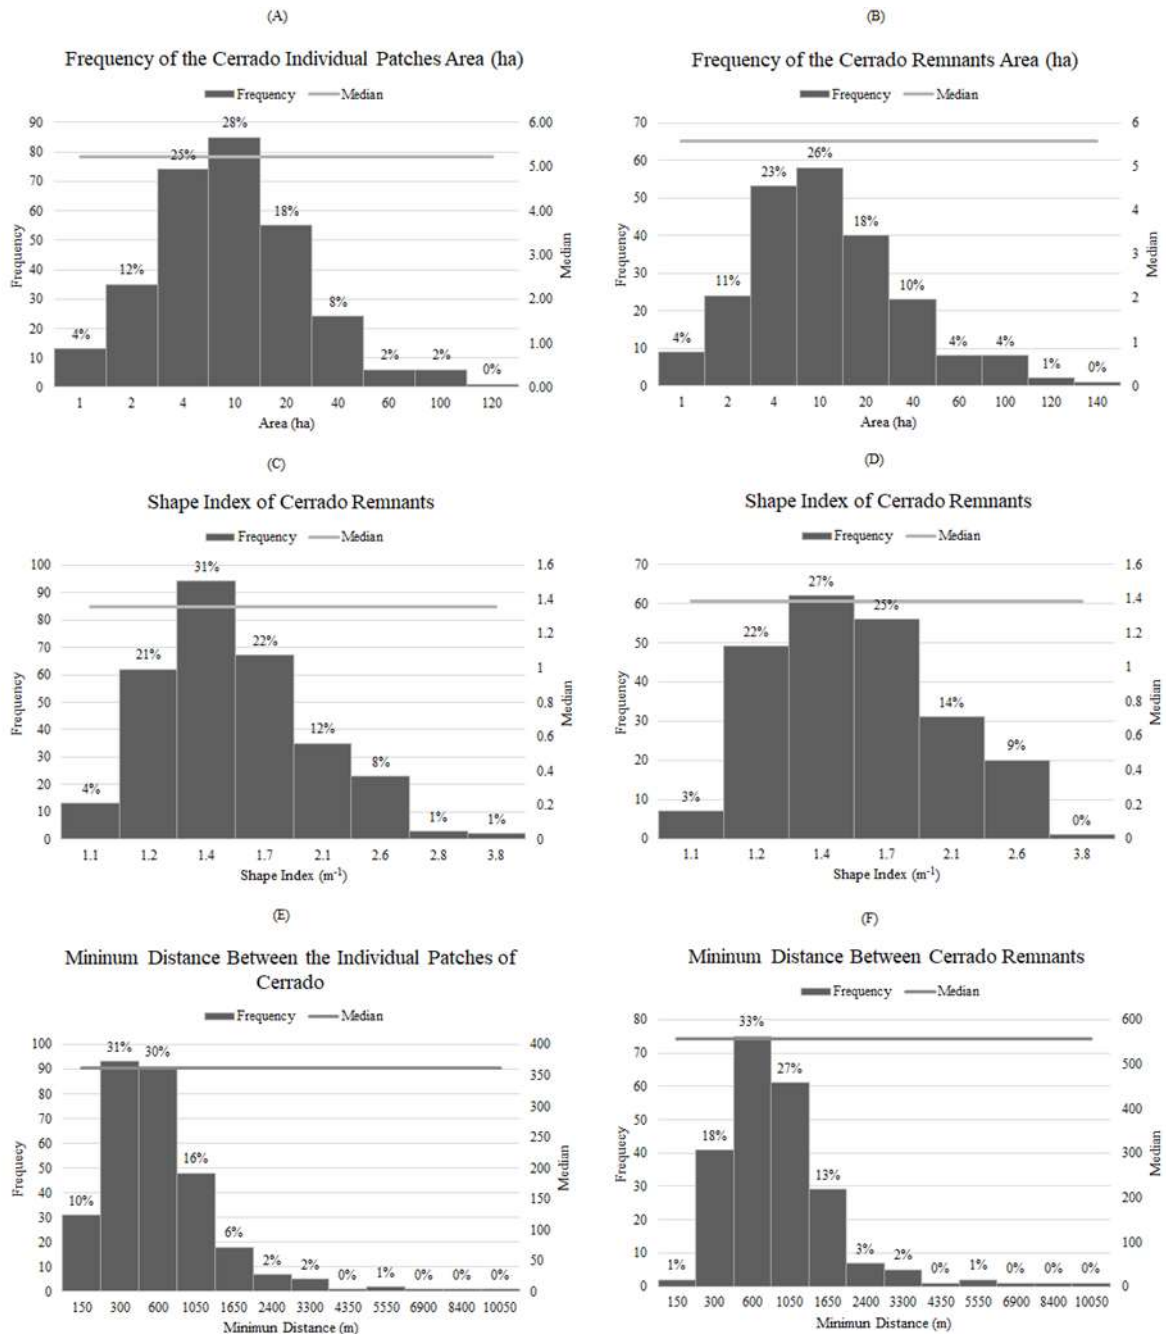 (A)
Frequency of the Cerrado Individual Patches Area (ha)
Frequency Median
90 80 70 60 50 40 30 20 10 0
Frequency
4% 12% 25% 28% 18% 8% 2% 2% 0%
6.00 5.00 4.00 3.00 2.00 1.00 0.00
Median
1 2 4 10 20 40 60 100 120
Area (ha)
(B)
Frequency of the Cerrado Remnants Area (ha)
Frequency Median
70 60 50 40 30 20 10 0
Frequency
4% 11% 23% 26% 18% 10% 4% 4% 1% 0%
6 5 4 3 2 1 0
Median
1 2 4 10 20 40 60 100 120 140
Area (ha)
(C)
Shape Index of Cerrado Remnants
Frequency Median
100 90 80 70 60 50 40 30 20 10 0
Frequency
4% 21% 31% 22% 12% 8% 1% 1%
1.6 1.4 1.2 1 0.8 0.6 0.4 0.2 0
Median
1.1 1.2 1.4 1.7 2.1 2.6 2.8 3.8
Shape Index (m⁻¹)
(D)
Shape Index of Cerrado Remnants
Frequency Median
70 60 50 40 30 20 10 0
Frequency
3% 22% 27% 25% 14% 9% 0%
1.6 1.4 1.2 1 0.8 0.6 0.4 0.2 0
Median
1.1 1.2 1.4 1.7 2.1 2.6 3.8
Shape Index (m⁻¹)
(E)
Mininum Distance Between the Individual Patches of
Cerrado
Frequency Median
100 90 80 70 60 50 40 30 20 10 0
Frequecy
10% 31% 30% 16% 6% 2% 2% 0% 1% 0% 0% 0%
400 350 300 250 200 150 100 50 0
Median
150 300 600 1050 1650 2400 3300 4350 5550 6900 8400 10050
Minimun Distance (m)
(F)
Mininum Distance Between Cerrado Remnants
Frequency Median
80 70 60 50 40 30 20 10 0
Frequecy
1% 18% 33% 27% 13% 3% 2% 0% 1% 0% 0% 0%
600 500 400 300 200 100 0
Median
150 300 600 1050 1650 2400 3300 4350 5550 6900 8400 10050
Minimum Distance (m)